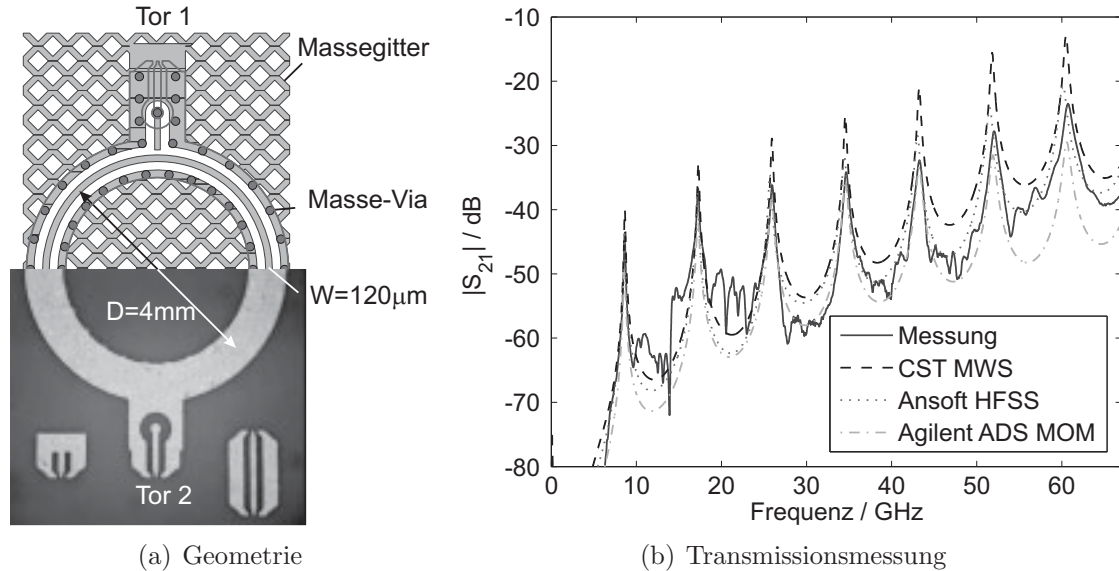 Tor 1
Massegitter
Masse-Via
W=120μm
D=4mm
Tor 2
(a) Geometrie
|S21| / dB
-10
-20
-30
-40
-50
-60
-70
-80
0
10
20
30
40
50
60
Frequenz / GHz
Messung
CST MWS
Ansoft HFSS
Agilent ADS MOM
(b) Transmissionsmessung